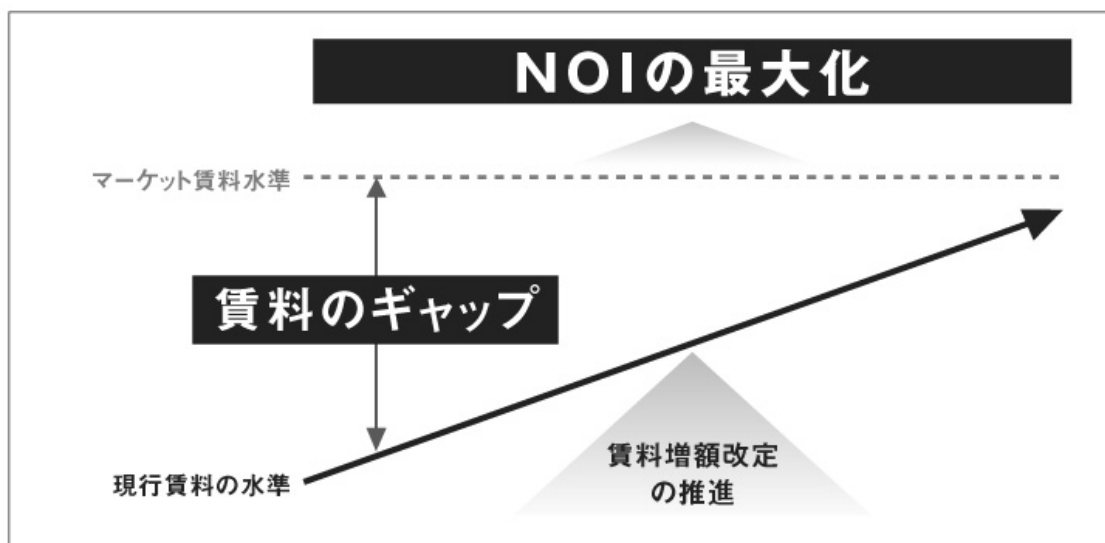 NOIの最大化
マーケット賃料水準
賃料のギャップ
現行賃料の水準
賃料増額改定
の推進